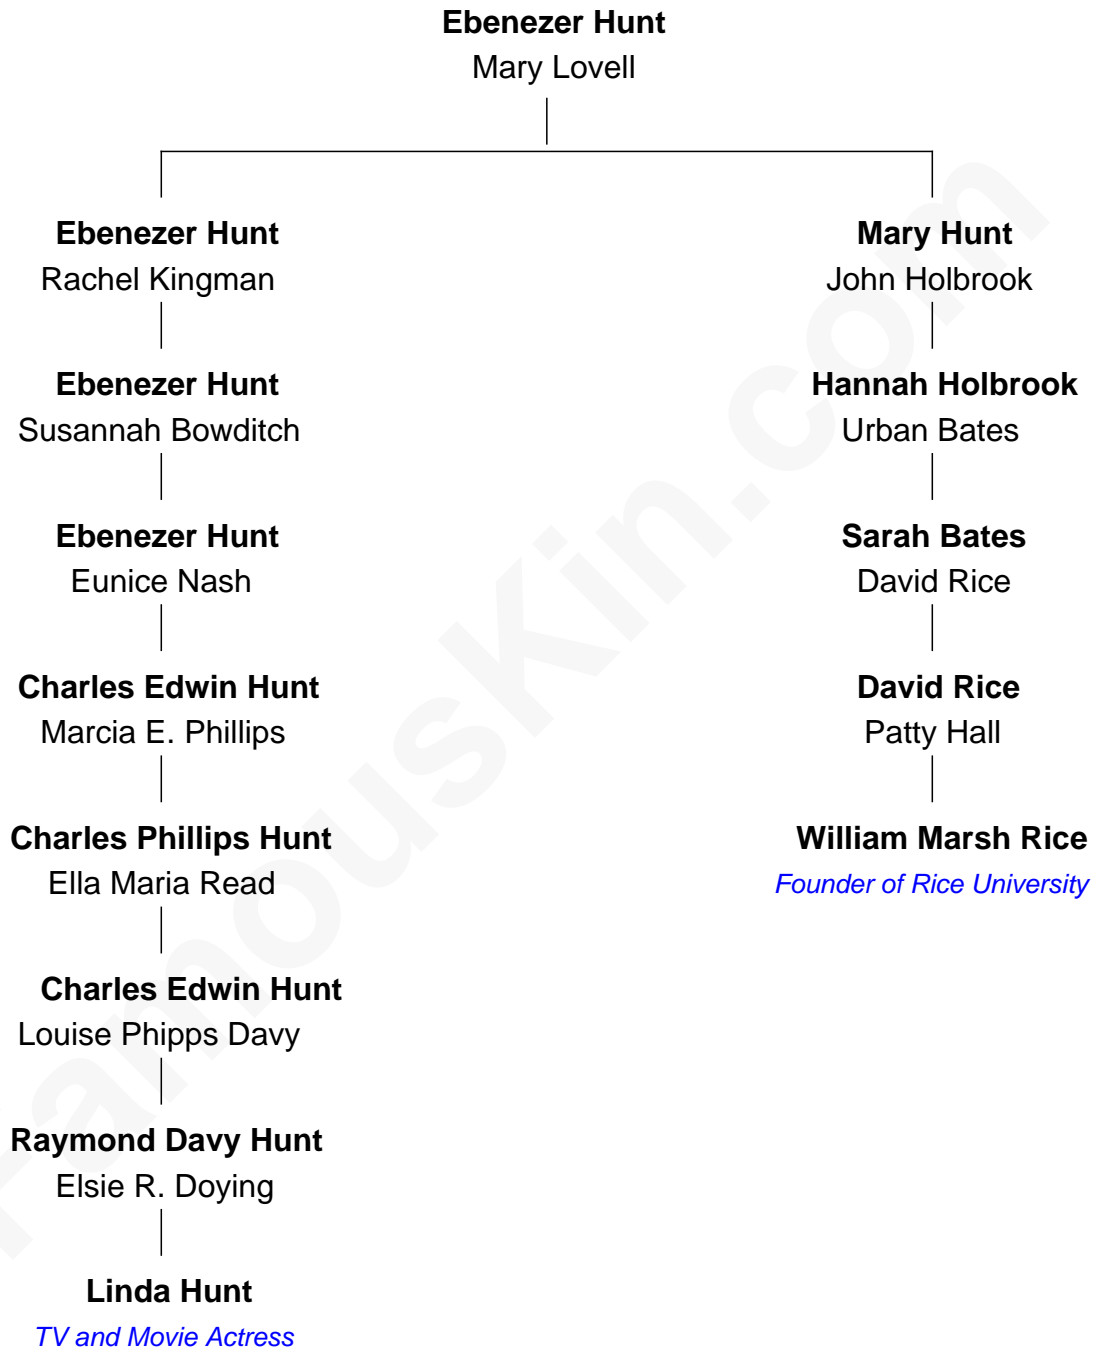 Ebenezer Hunt
Mary Lovell
Ebenezer Hunt
Rachel Kingman
Ebenezer Hunt
Susannah Bowditch
Ebenezer Hunt
Eunice Nash
Charles Edwin Hunt
Marcia E. Phillips
Charles Phillips Hunt
Ella Maria Read
Charles Edwin Hunt
Louise Phipps Davy
Raymond Davy Hunt
Elsie R. Doying
Linda Hunt
TV and Movie Actress
Mary Hunt
John Holbrook
Hannah Holbrook
Urban Bates
Sarah Bates
David Rice
David Rice
Patty Hall
William Marsh Rice
Founder of Rice University
FamousKin.com